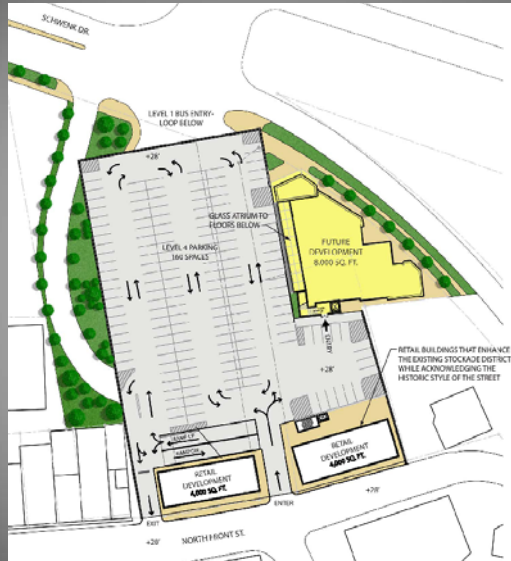 SCHWENK DR.
LEVEL 1 BUS ENTRY-
LOOP BELOW
+28'
GLASS ATRIUM TO
FLOORS BELOW
LEVEL 4 PARKING
160 SPACES
FUTURE
DEVELOPMENT
8,000 SQ. FT.
ENTRY
+28'
RETAIL BUILDINGS THAT ENHANCE
THE EXISTING STOCKADE DISTRICT
WHILE ACKNOWLEDGING THE
HISTORIC STYLE OF THE STREET
RAMP UP
RETAIL
DEVELOPMENT
4,000 SQ. FT.
RETAIL
DEVELOPMENT
4,000 SQ. FT.
EXIT
ENTER
+28'
+28'
NORTH FRONT ST.